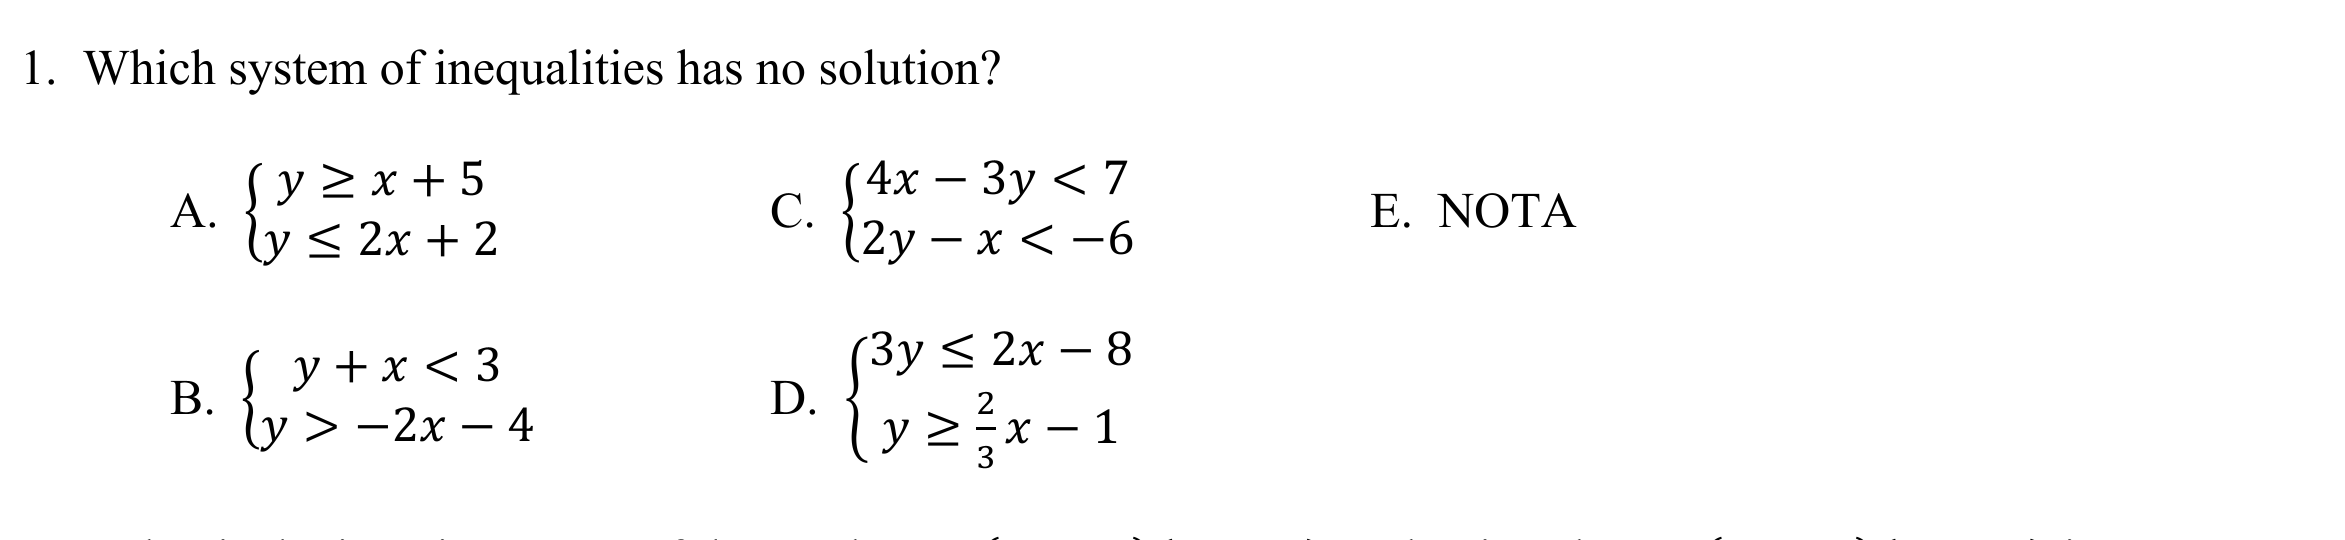 1. Which system of inequalities has no solution?
A. { y ≥ x + 5
y ≤ 2x + 2
C. { 4x − 3y < 7
2y − x < −6
E. NOTA
B. { y + x < 3
y > −2x − 4
D. { 3y ≤ 2x − 8
y ≥ 2/3 x − 1